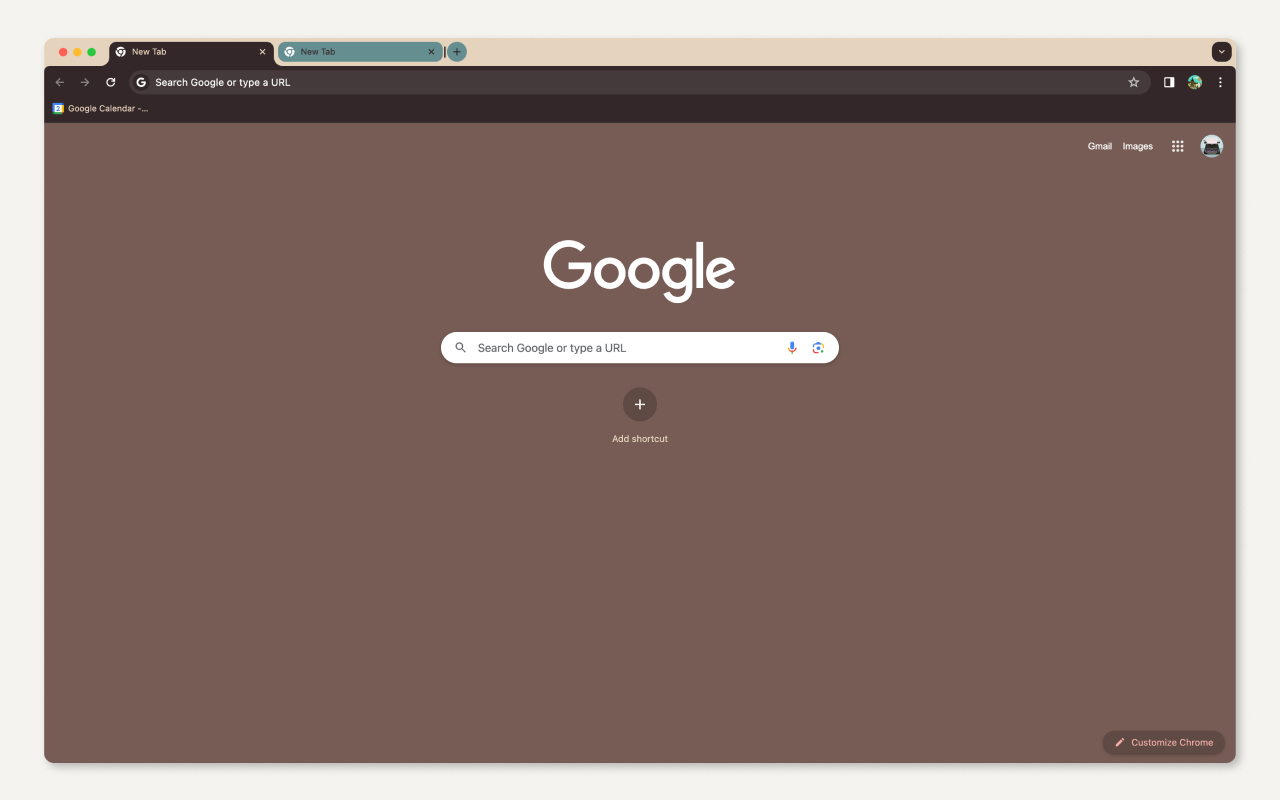 New Tab
New Tab
Search Google or type a URL
Google Calendar -...
Gmail
Images
Google
Search Google or type a URL
Add shortcut
Customize Chrome